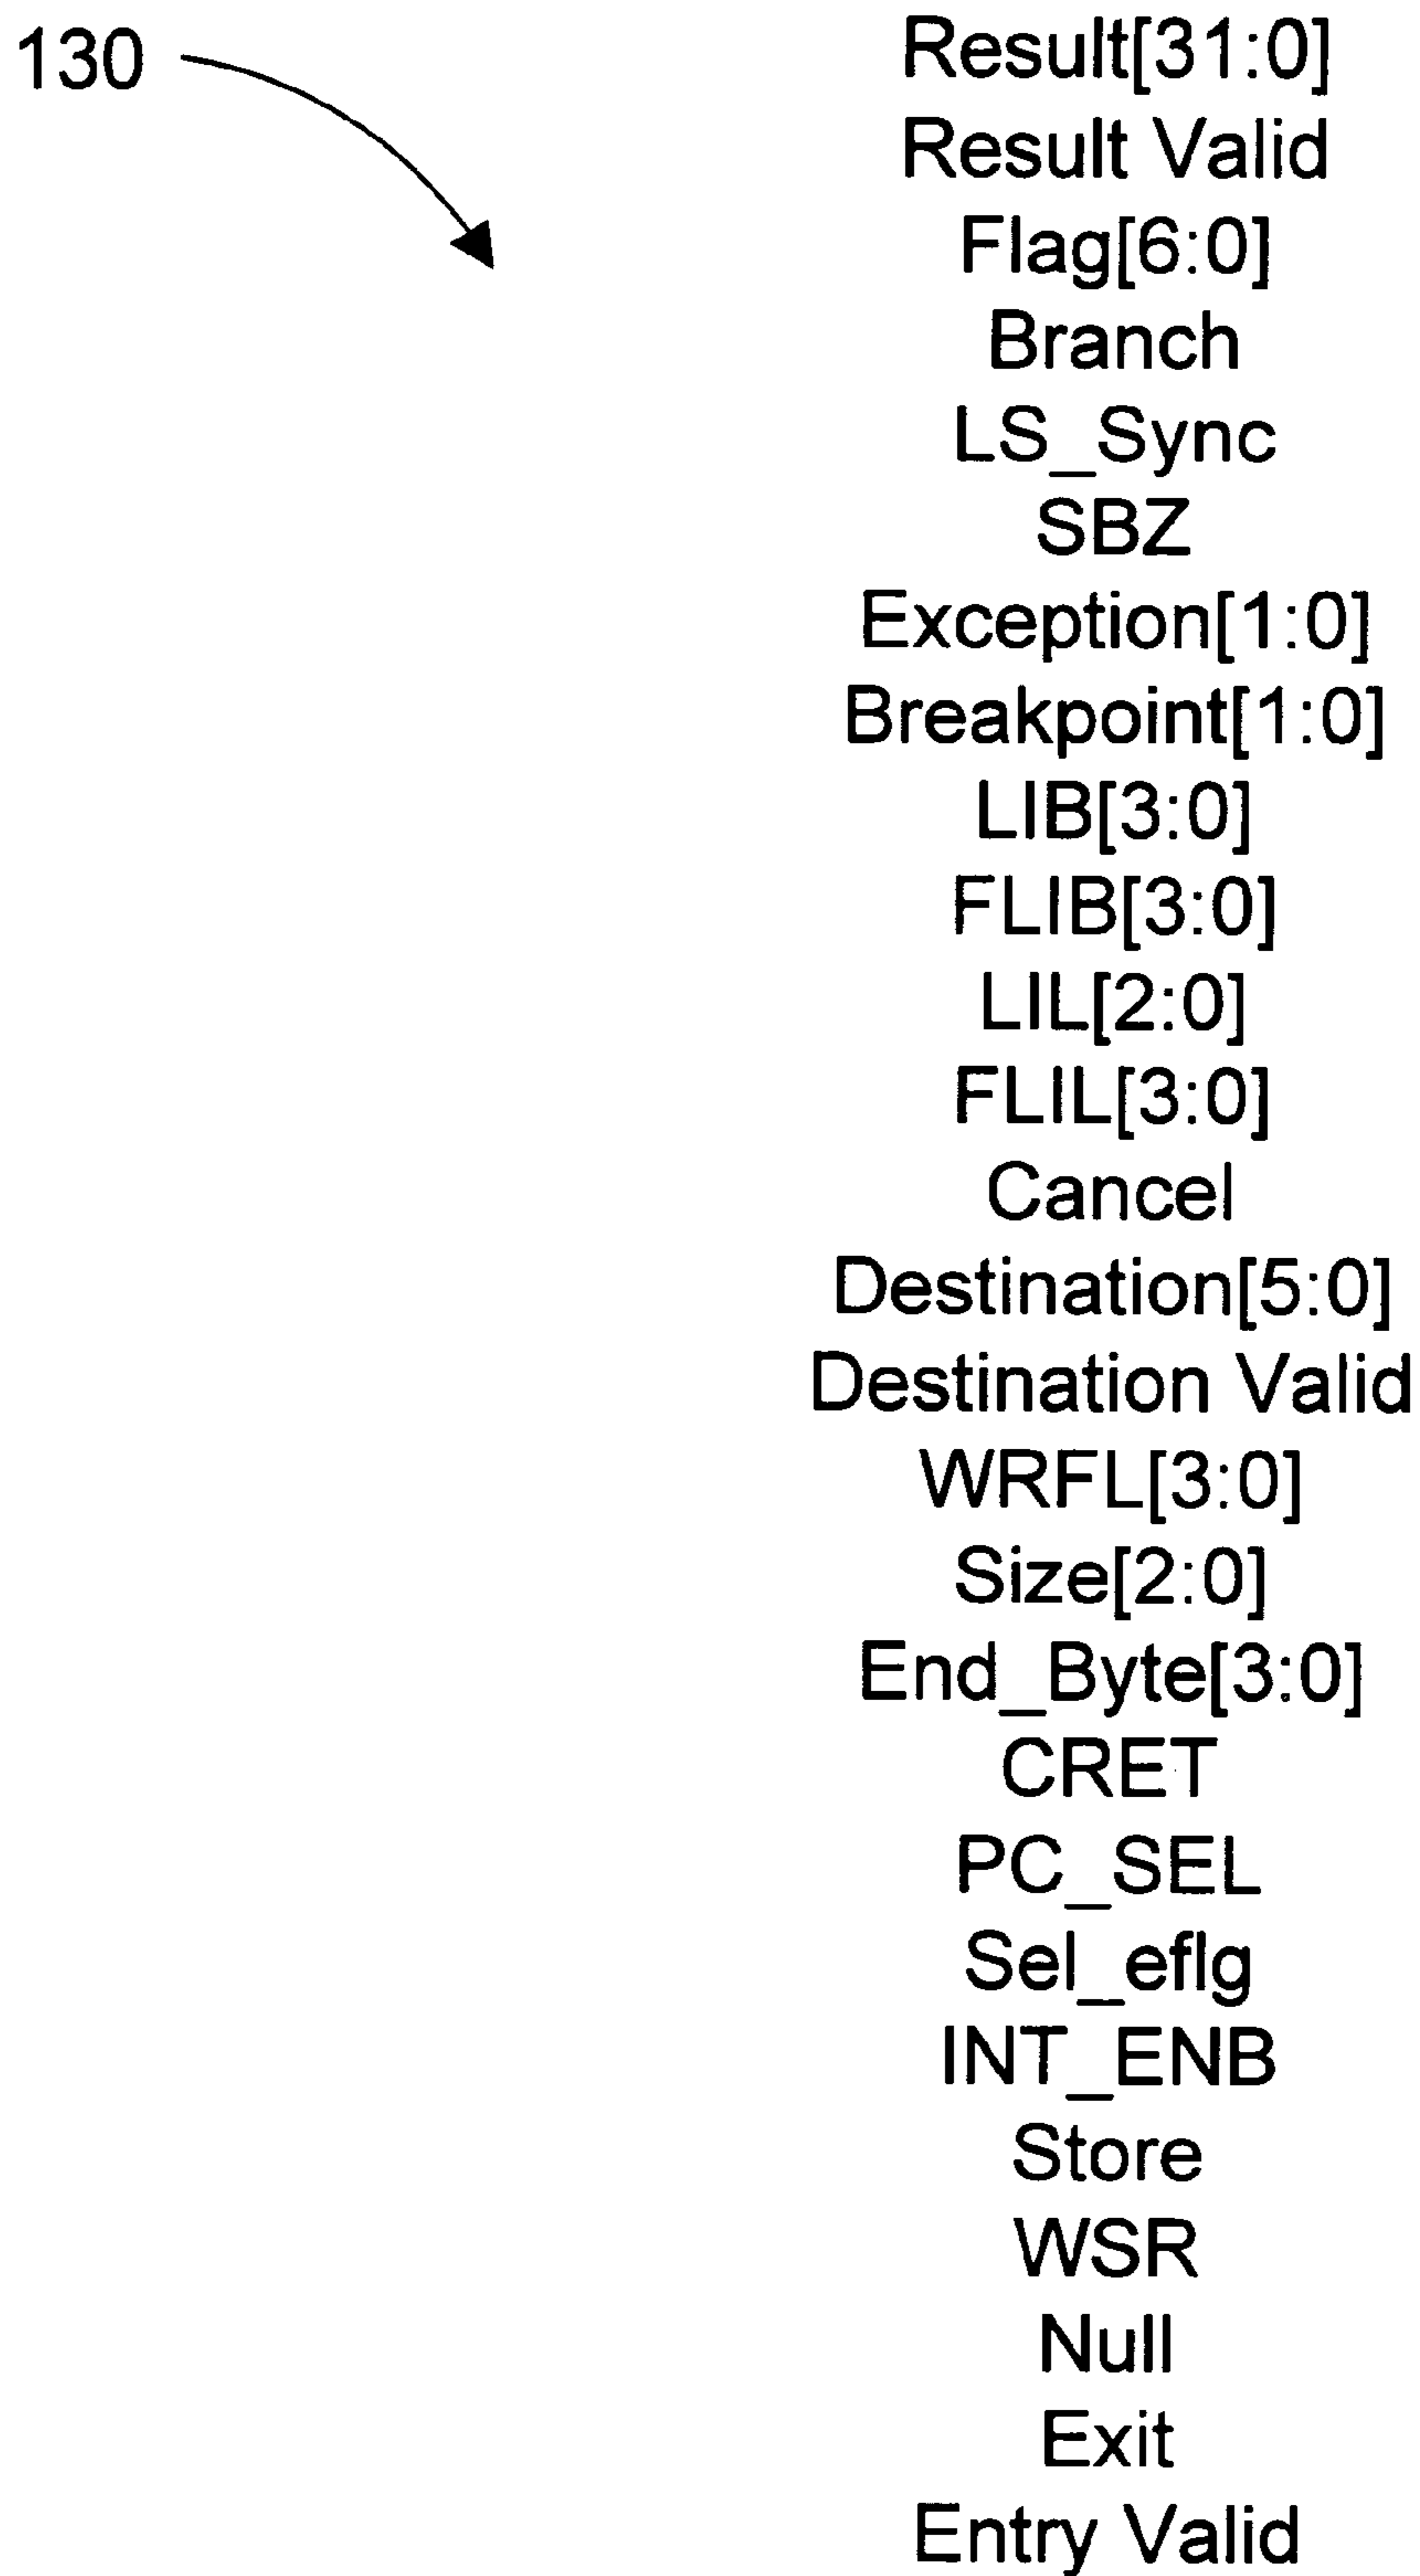 130
Result[31:0]
Result Valid
Flag[6:0]
Branch
LS_Sync
SBZ
Exception[1:0]
Breakpoint[1:0]
LIB[3:0]
FLIB[3:0]
LIL[2:0]
FLIL[3:0]
Cancel
Destination[5:0]
Destination Valid
WRFL[3:0]
Size[2:0]
End_Byte[3:0]
CRET
PC_SEL
Sel_eflg
INT_ENB
Store
WSR
Null
Exit
Entry Valid